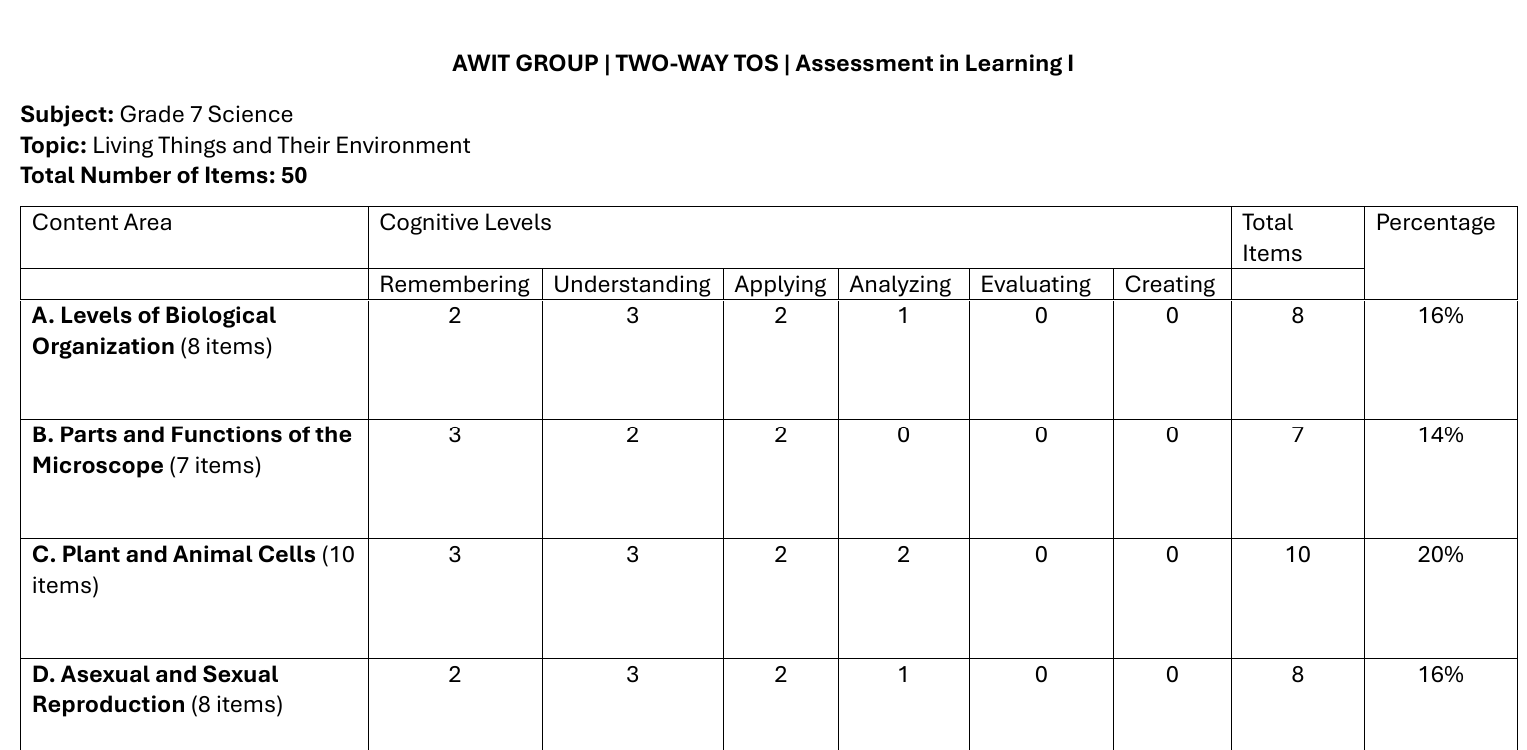 AWIT GROUP | TWO-WAY TOS | Assessment in Learning I
Subject: Grade 7 Science
Topic: Living Things and Their Environment
Total Number of Items: 50
Content Area Cognitive Levels Total Items Percentage
Remembering Understanding Applying Analyzing Evaluating Creating
A. Levels of Biological Organization (8 items) 2 3 2 1 0 0 8 16%
B. Parts and Functions of the Microscope (7 items) 3 2 2 0 0 0 7 14%
C. Plant and Animal Cells (10 items) 3 3 2 2 0 0 10 20%
D. Asexual and Sexual Reproduction (8 items) 2 3 2 1 0 0 8 16%